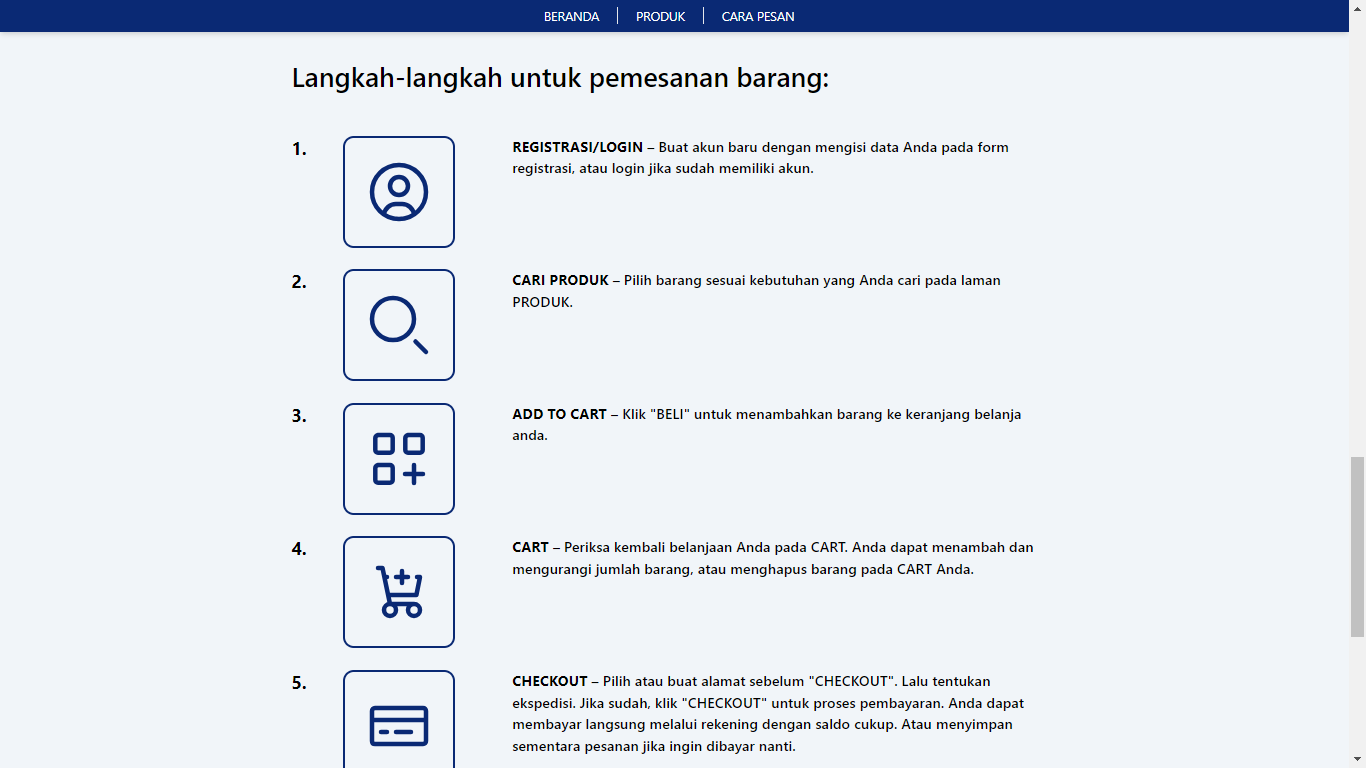 BERANDA PRODUK CARA PESAN
Langkah-langkah untuk pemesanan barang:
1. REGISTRASI/LOGIN – Buat akun baru dengan mengisi data Anda pada form
registrasi, atau login jika sudah memiliki akun.
2. CARI PRODUK – Pilih barang sesuai kebutuhan yang Anda cari pada laman
PRODUK.
3. ADD TO CART – Klik "BELI" untuk menambahkan barang ke keranjang belanja
anda.
4. CART – Periksa kembali belanjaan Anda pada CART. Anda dapat menambah dan
mengurangi jumlah barang, atau menghapus barang pada CART Anda.
5. CHECKOUT – Pilih atau buat alamat sebelum "CHECKOUT". Lalu tentukan
ekspedisi. Jika sudah, klik "CHECKOUT" untuk proses pembayaran. Anda dapat
membayar langsung melalui rekening dengan saldo cukup. Atau menyimpan
sementara pesanan jika ingin dibayar nanti.